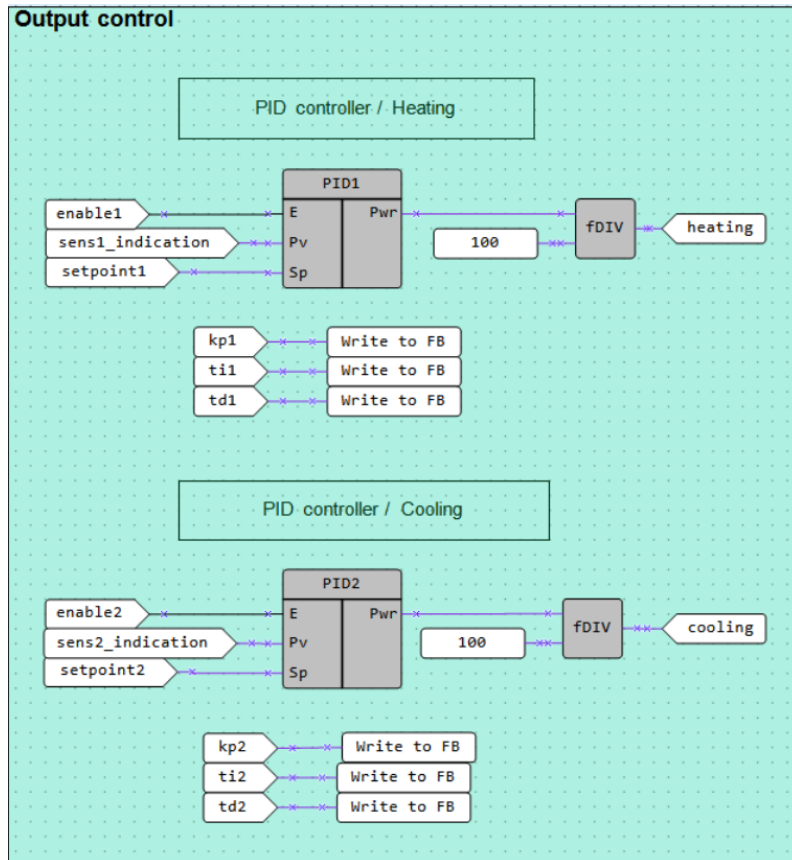 Output control
PID controller / Heating
PID1
enable1
E
Pwr
sens1_indication
Pv
setpoint1
Sp
100
fDIV
heating
kp1
Write to FB
ti1
Write to FB
td1
Write to FB
PID controller / Cooling
PID2
enable2
E
Pwr
sens2_indication
Pv
setpoint2
Sp
100
fDIV
cooling
kp2
Write to FB
ti2
Write to FB
td2
Write to FB